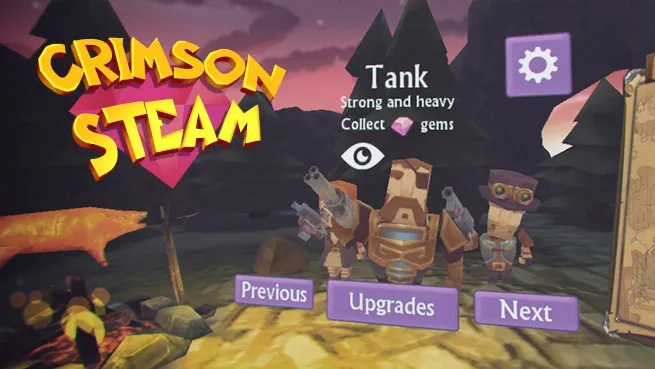 CRIMSON
STEAM
Tank
Strong and heavy
Collect gems
Previous
Upgrades
Next